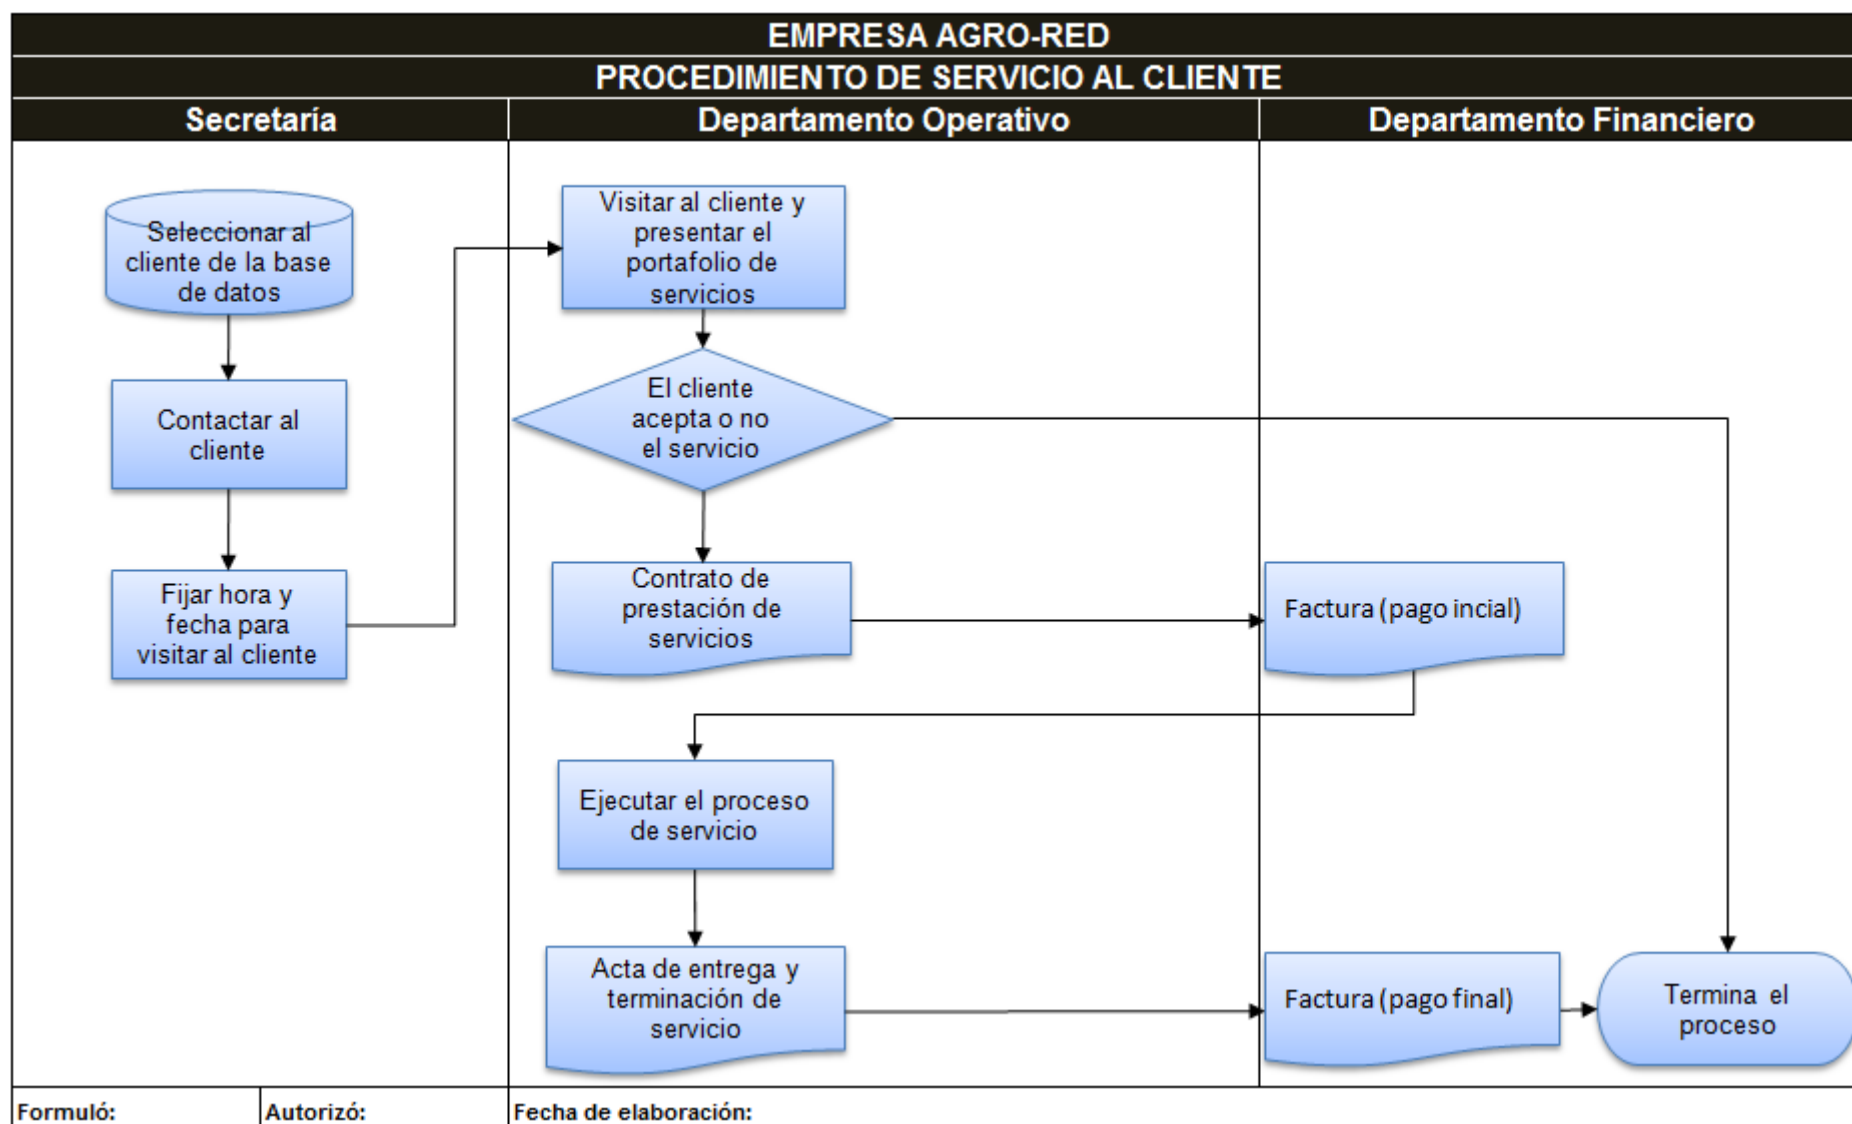 EMPRESA AGRO-RED
PROCEDIMIENTO DE SERVICIO AL CLIENTE
Secretaría
Departamento Operativo
Departamento Financiero
Seleccionar al
cliente de la base
de datos
Contactar al
cliente
Fijar hora y
fecha para
visitar al cliente
Visitar al cliente y
presentar el
portafolio de
servicios
El cliente
acepta o no
el servicio
Contrato de
prestación de
servicios
Factura (pago incial)
Ejecutar el proceso
de servicio
Acta de entrega y
terminación de
servicio
Factura (pago final)
Termina el
proceso
Formuló:
Autorizó:
Fecha de elaboración: